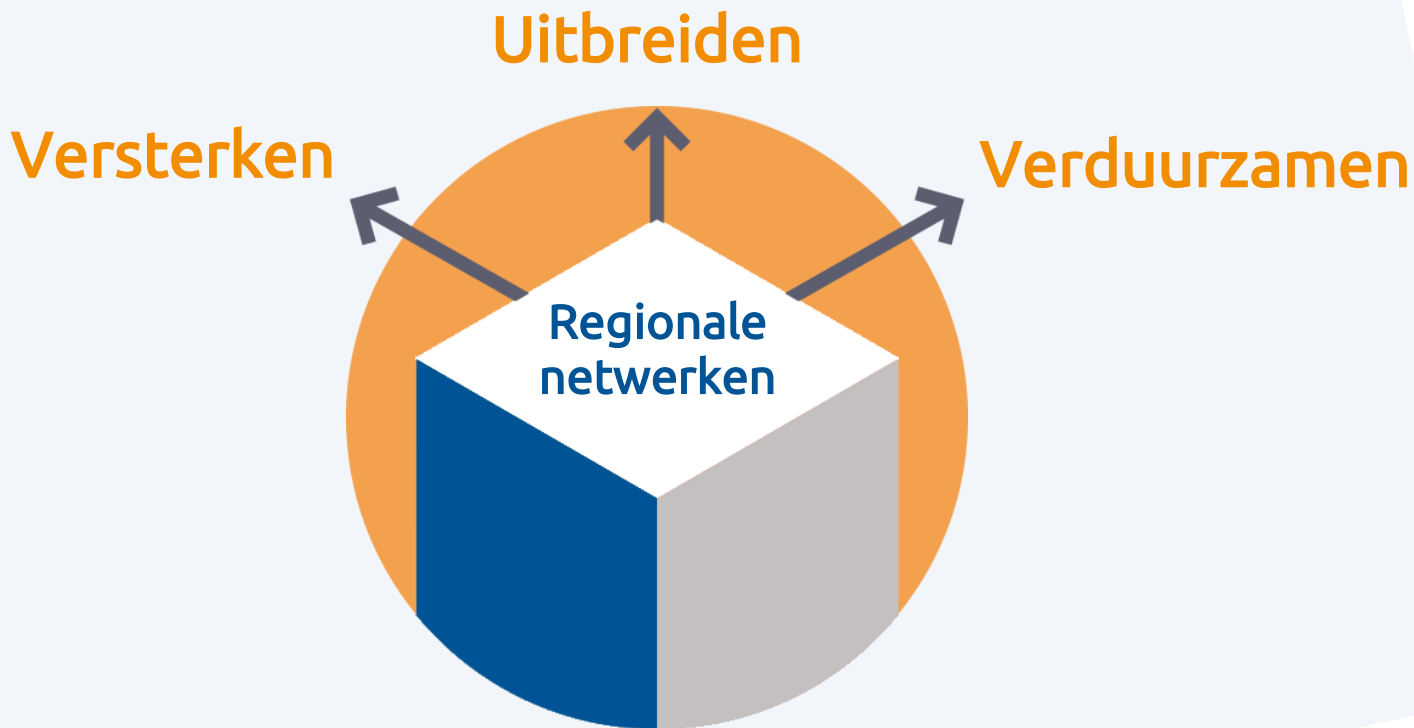 Uitbreiden
Versterken
Verduurzamen
Regionale
netwerken